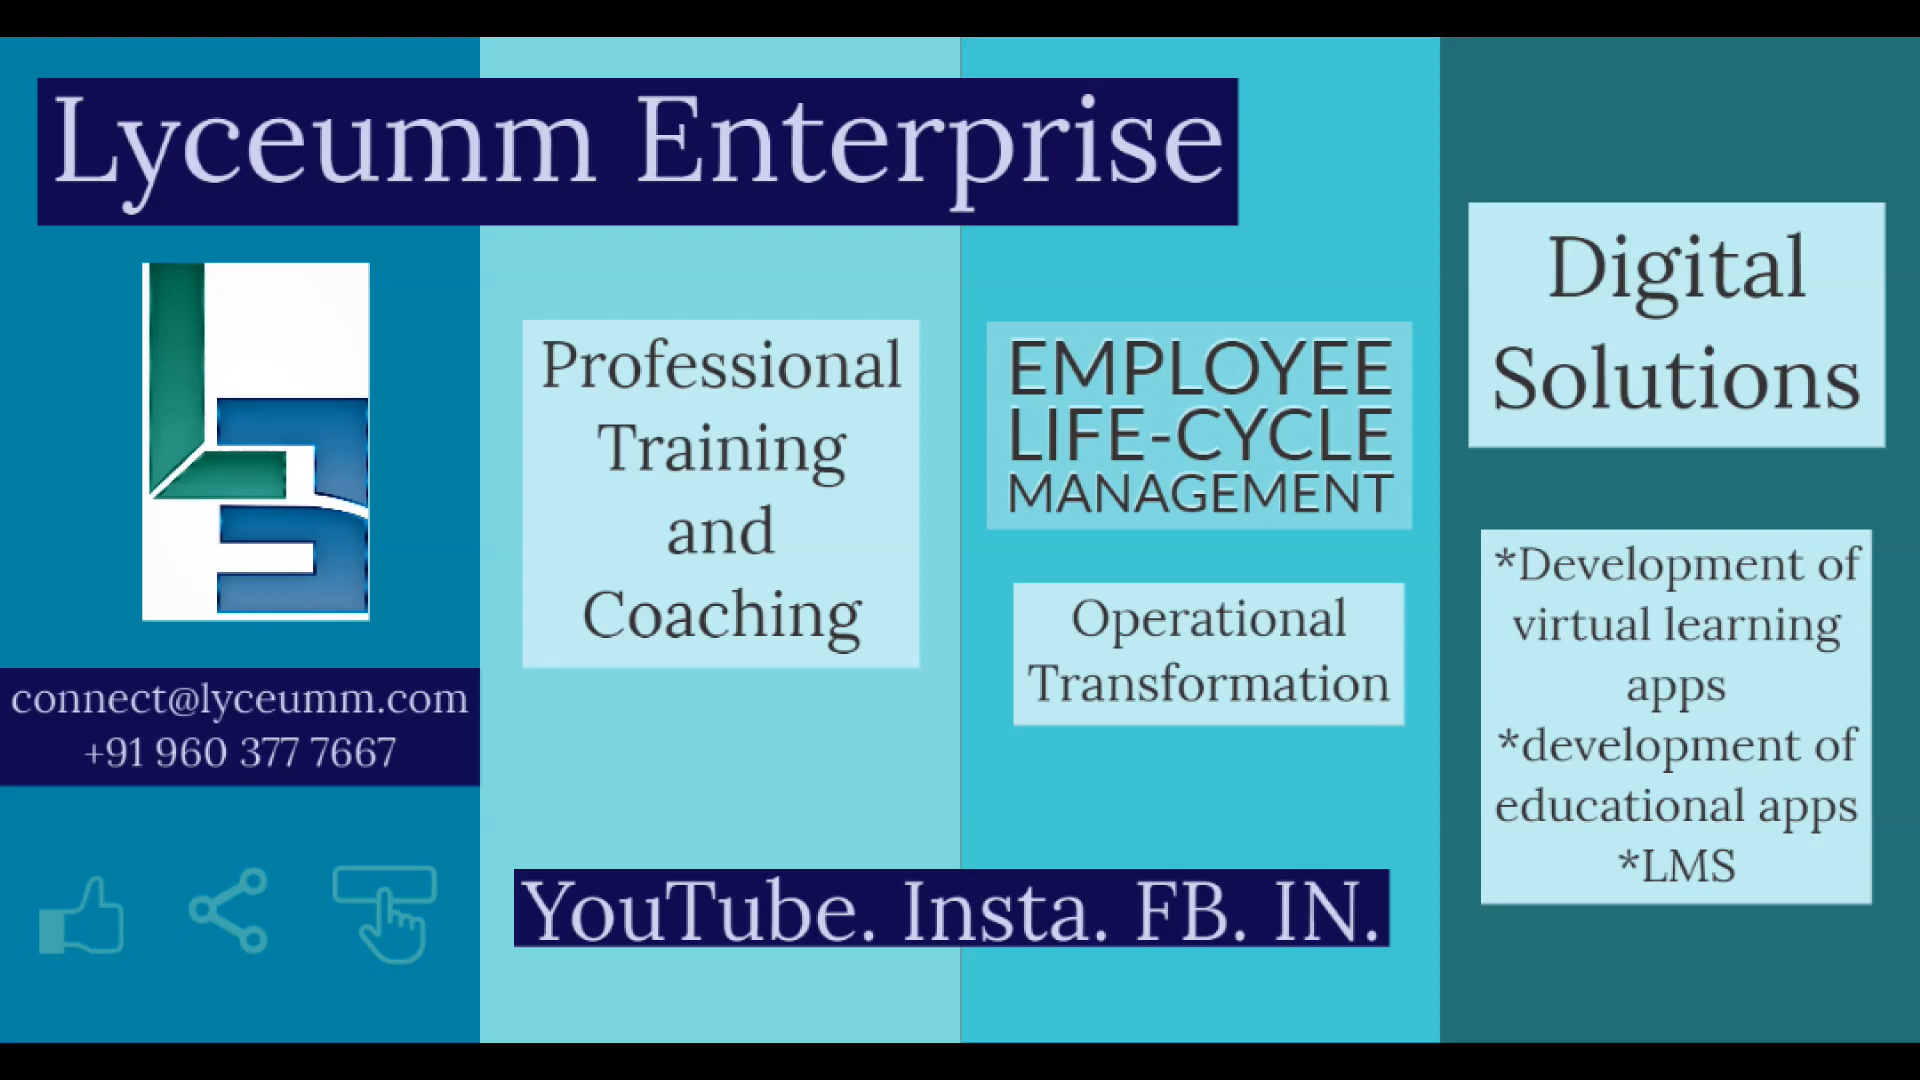 Lyceumm Enterprise
connect@lyceumm.com
+91 960 377 7667
Professional
Training
and
Coaching
EMPLOYEE
LIFE-CYCLE
MANAGEMENT
Operational
Transformation
Digital
Solutions
*Development of
virtual learning
apps
*development of
educational apps
*LMS
YouTube. Insta. FB. IN.